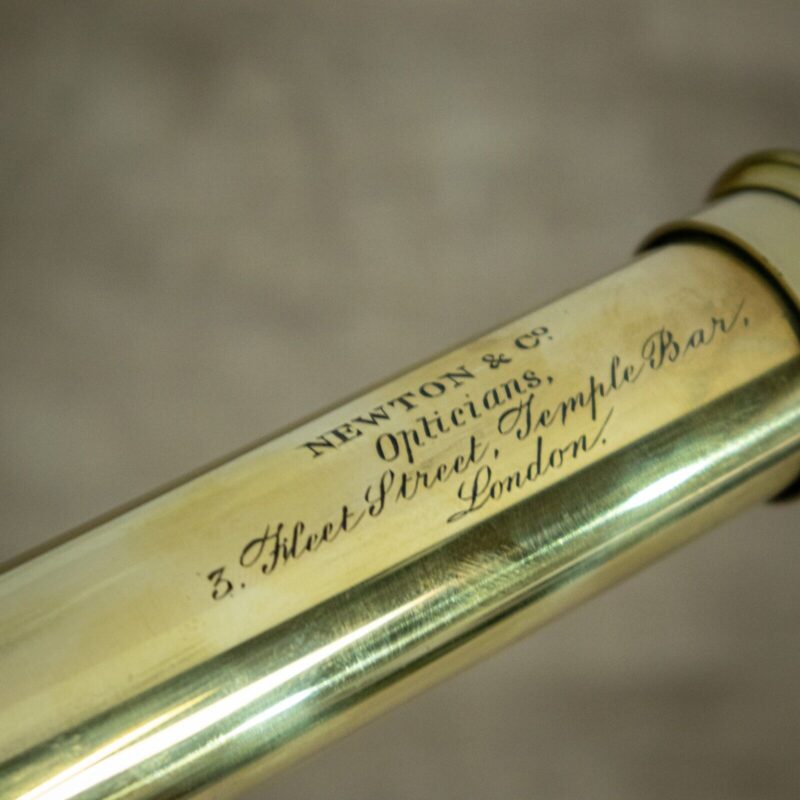 NEWTON & Co.
Opticians,
3. Fleet Street, Temple Bar,
London.